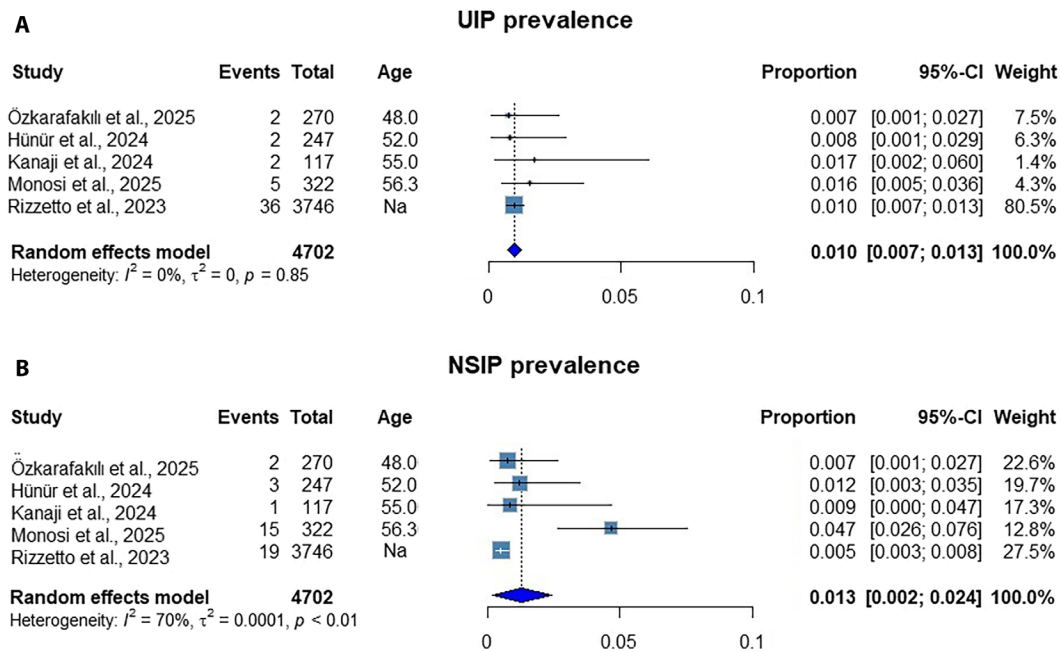 A
UIP prevalence
Study Events Total Age Proportion 95%-CI Weight
Özkarafakılı et al., 2025 2 270 48.0 0.007 [0.001; 0.027] 7.5%
Hünür et al., 2024 2 247 52.0 0.008 [0.001; 0.029] 6.3%
Kanaji et al., 2024 2 117 55.0 0.017 [0.002; 0.060] 1.4%
Monosi et al., 2025 5 322 56.3 0.016 [0.005; 0.036] 4.3%
Rizzetto et al., 2023 36 3746 Na 0.010 [0.007; 0.013] 80.5%
Random effects model 4702 0.010 [0.007; 0.013] 100.0%
Heterogeneity: I² = 0%, τ² = 0, p = 0.85
0 0.05 0.1
B
NSIP prevalence
Study Events Total Age Proportion 95%-CI Weight
Özkarafakılı et al., 2025 2 270 48.0 0.007 [0.001; 0.027] 22.6%
Hünür et al., 2024 3 247 52.0 0.012 [0.003; 0.035] 19.7%
Kanaji et al., 2024 1 117 55.0 0.009 [0.000; 0.047] 17.3%
Monosi et al., 2025 15 322 56.3 0.047 [0.026; 0.076] 12.8%
Rizzetto et al., 2023 19 3746 Na 0.005 [0.003; 0.008] 27.5%
Random effects model 4702 0.013 [0.002; 0.024] 100.0%
Heterogeneity: I² = 70%, τ² = 0.0001, p < 0.01
0 0.05 0.1